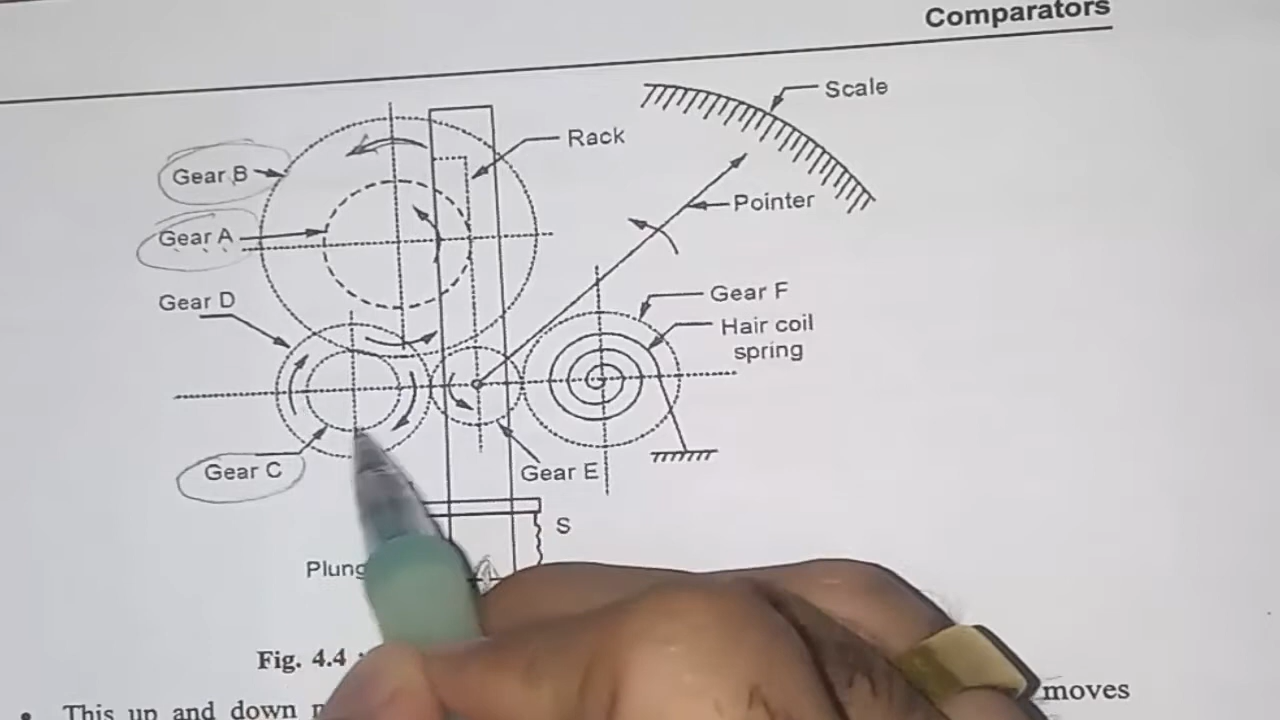 Comparators
Scale
Rack
Gear B
Pointer
Gear A
Gear F
Gear D
Hair coil
spring
Gear C
Gear E
S
Fig. 4.4
This up and down
moves